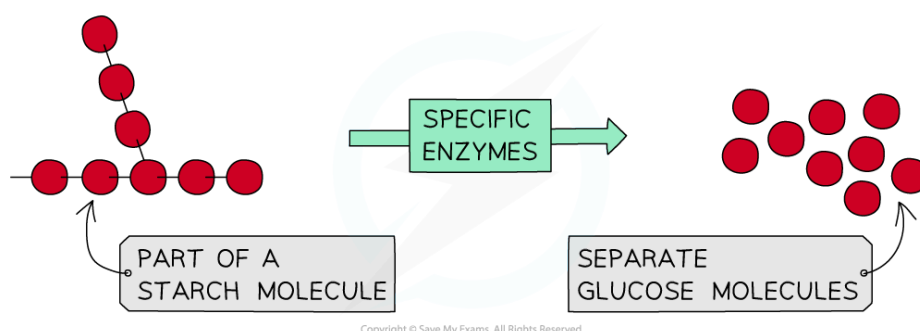 SPECIFIC
ENZYMES
PART OF A
STARCH MOLECULE
SEPARATE
GLUCOSE MOLECULES
Copyright © Save My Exams. All Rights Reserved